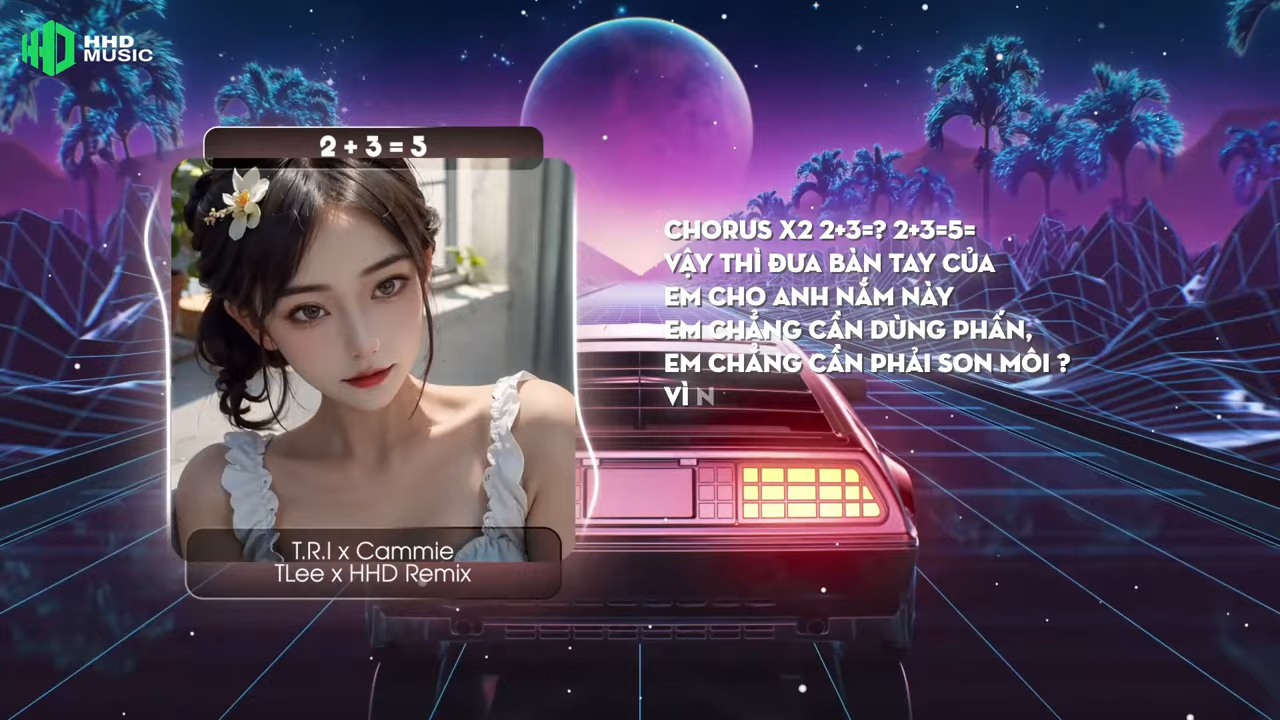 HHD
MUSIC
2 + 3 = 5
CHORUS X2 2+3=? 2+3=5=
VẬY THÌ ĐƯA BÀN TAY CỦA
EM CHO ANH NẮM NÀY
EM CHẲNG CẦN DÙNG PHẤN,
EM CHẲNG CẦN PHẢI SON MÔI ?
VÌ N
T.R.I x Cammie
TLee x HHD Remix